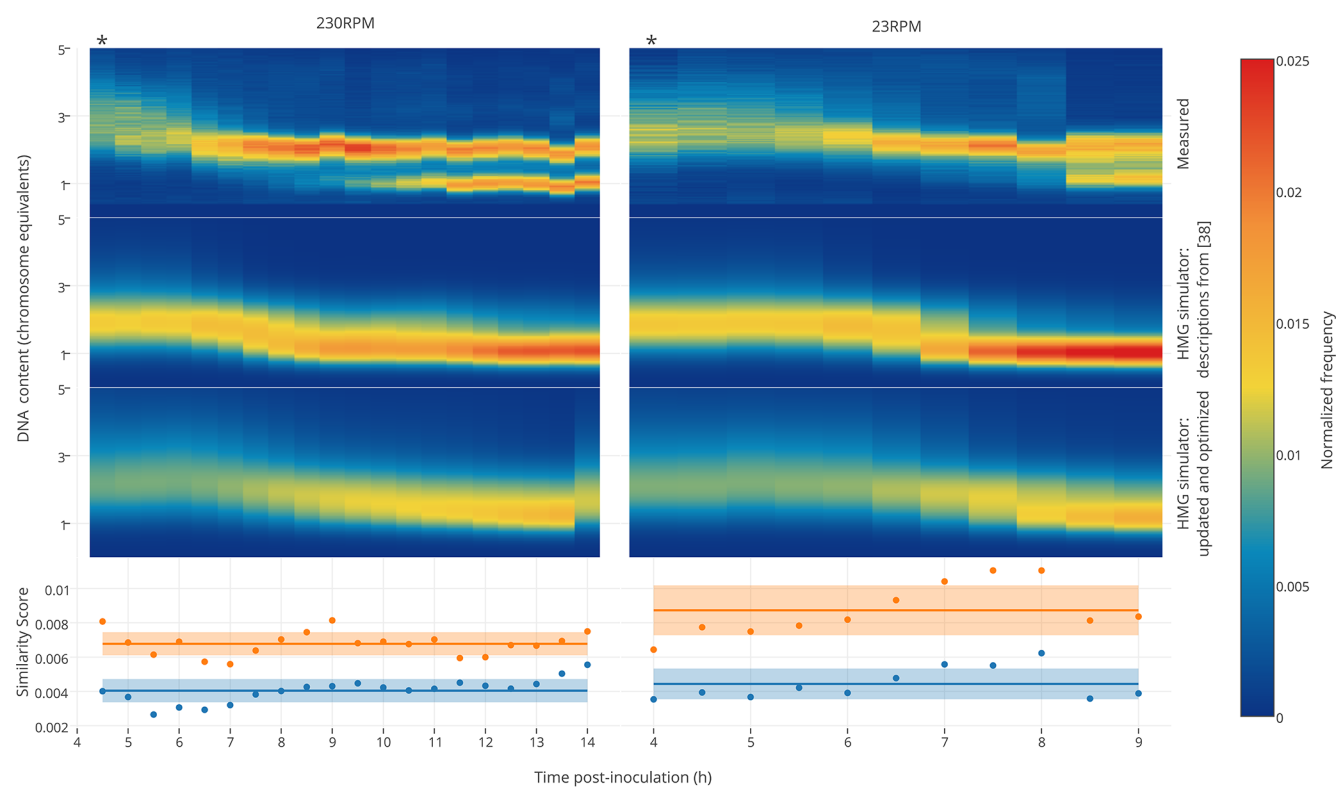 230RPM
23RPM
*
*
5
3
1
5
3
1
5
3
1
DNA content (chromosome equivalents)
Measured
HMG simulator:
descriptions from [38]
HMG simulator:
updated and optimized
0.025
0.02
0.015
0.01
0.005
0
Normalized frequency
0.01
0.008
0.006
0.004
0.002
Similarity Score
4 5 6 7 8 9 10 11 12 13 14
4 5 6 7 8 9
Time post-inoculation (h)